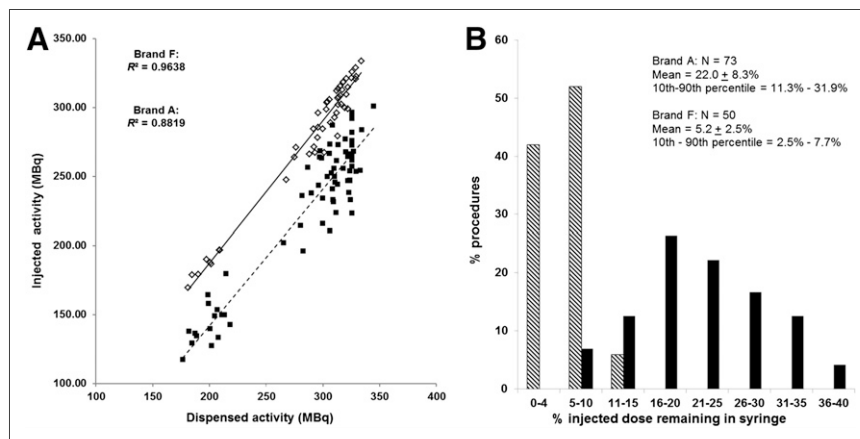 A
Brand F:
R² = 0.9638
Brand A:
R² = 0.8819
350.00
300.00
250.00
200.00
150.00
100.00
Injected activity (MBq)
100
150
200
250
300
350
400
Dispensed activity (MBq)
B
Brand A: N = 73
Mean = 22.0 ± 8.3%
10th-90th percentile = 11.3% - 31.9%
Brand F: N = 50
Mean = 5.2 ± 2.5%
10th - 90th percentile = 2.5% - 7.7%
60
50
40
30
20
10
0
% procedures
0-4
5-10
11-15
16-20
21-25
26-30
31-35
36-40
% injected dose remaining in syringe